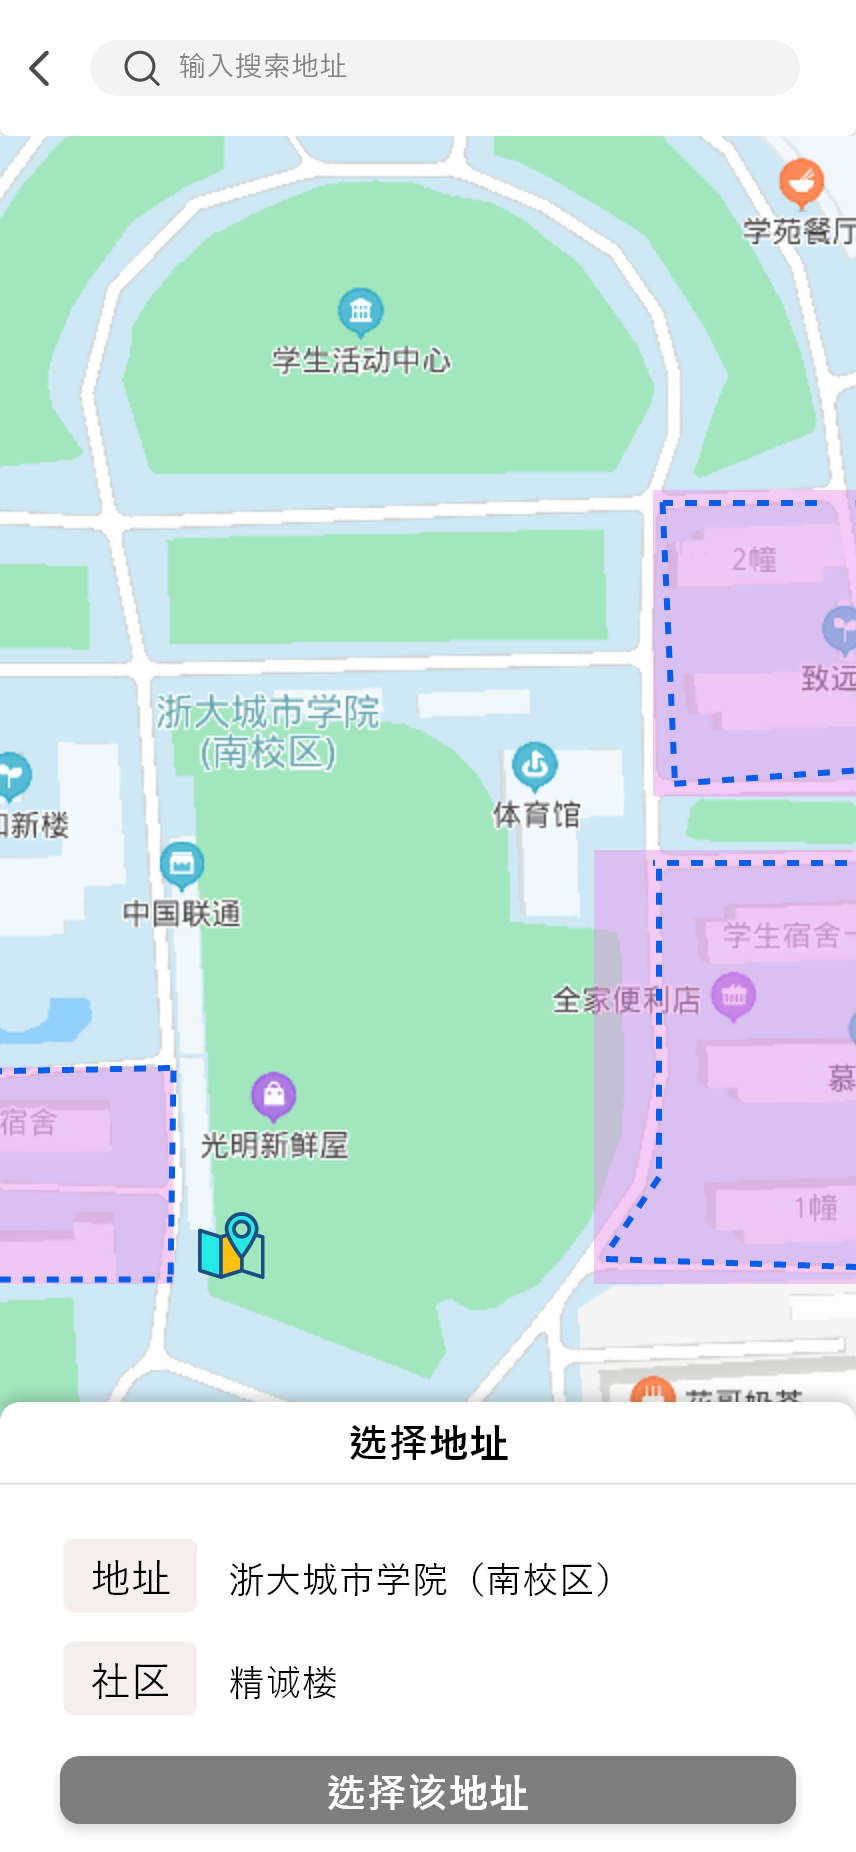 输入搜索地址
学苑餐厅
学生活动中心
2幢
致远
浙大城市学院
(南校区)
体育馆
和新楼
中国联通
学生宿舍一
全家便利店
慕
宿舍
光明新鲜屋
1幢
选择地址
地址 浙大城市学院（南校区）
社区 精诚楼
选择该地址